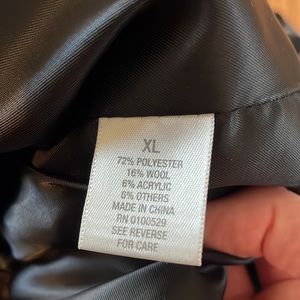 XL
72% POLYESTER
16% WOOL
6% ACRYLIC
6% OTHERS
MADE IN CHINA
RN 0100529
SEE REVERSE
FOR CARE